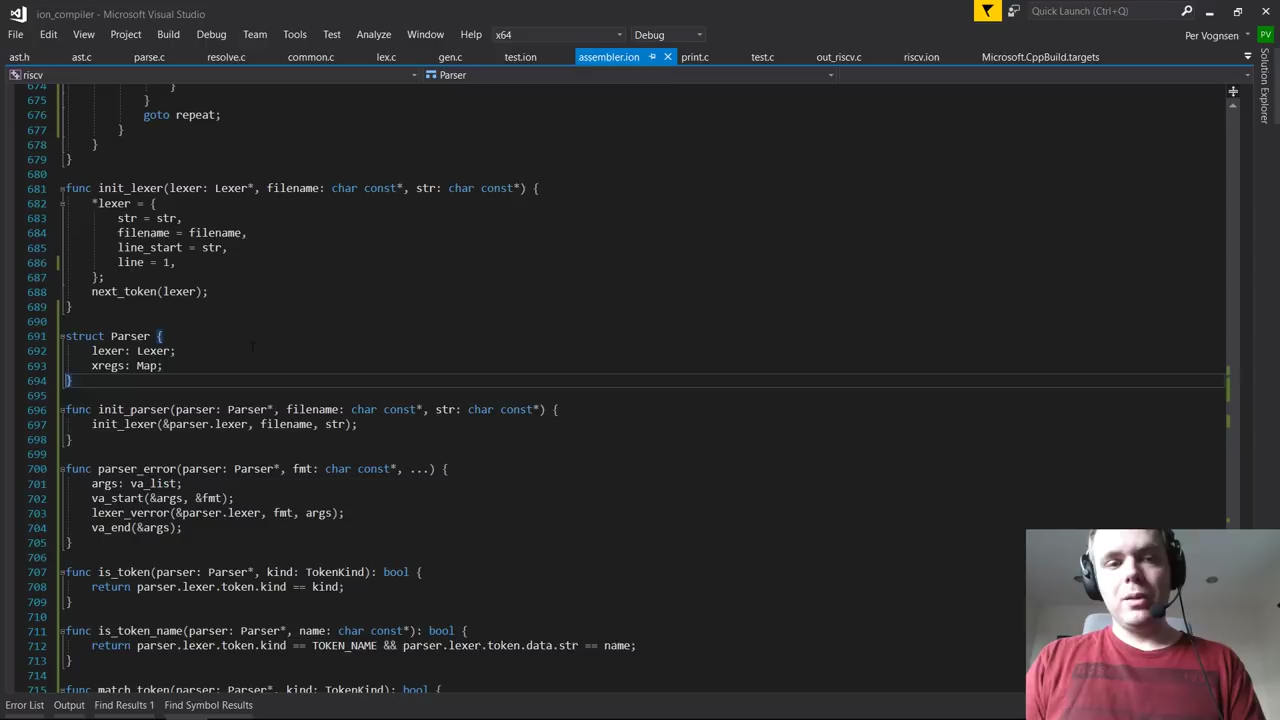 ion_compiler - Microsoft Visual Studio
Quick Launch (Ctrl+Q)
File Edit View Project Build Debug Team Tools Test Analyze Window Help x64 Debug
Per Vognsen PV
ast.h ast.c parse.c resolve.c common.c lex.c gen.c test.ion assembler.ion print.c test.c out_riscv.c riscv.ion Microsoft.CppBuild.targets
Solution Explorer
riscv Parser
674 }
675 }
676 goto repeat;
677 }
678 }
679 }
680
681 func init_lexer(lexer: Lexer*, filename: char const*, str: char const*) {
682 *lexer = {
683 str = str,
684 filename = filename,
685 line_start = str,
686 line = 1,
687 };
688 next_token(lexer);
689 }
690
691 struct Parser {
692 lexer: Lexer;
693 xregs: Map;
694 }
695
696 func init_parser(parser: Parser*, filename: char const*, str: char const*) {
697 init_lexer(&parser.lexer, filename, str);
698 }
699
700 func parser_error(parser: Parser*, fmt: char const*, ...) {
701 args: va_list;
702 va_start(&args, &fmt);
703 lexer_verror(&parser.lexer, fmt, args);
704 va_end(&args);
705 }
706
707 func is_token(parser: Parser*, kind: TokenKind): bool {
708 return parser.lexer.token.kind == kind;
709 }
710
711 func is_token_name(parser: Parser*, name: char const*): bool {
712 return parser.lexer.token.kind == TOKEN_NAME && parser.lexer.token.data.str == name;
713 }
714
715 func match_token(parser: Parser*, kind: TokenKind): bool {
Error List Output Find Results 1 Find Symbol Results